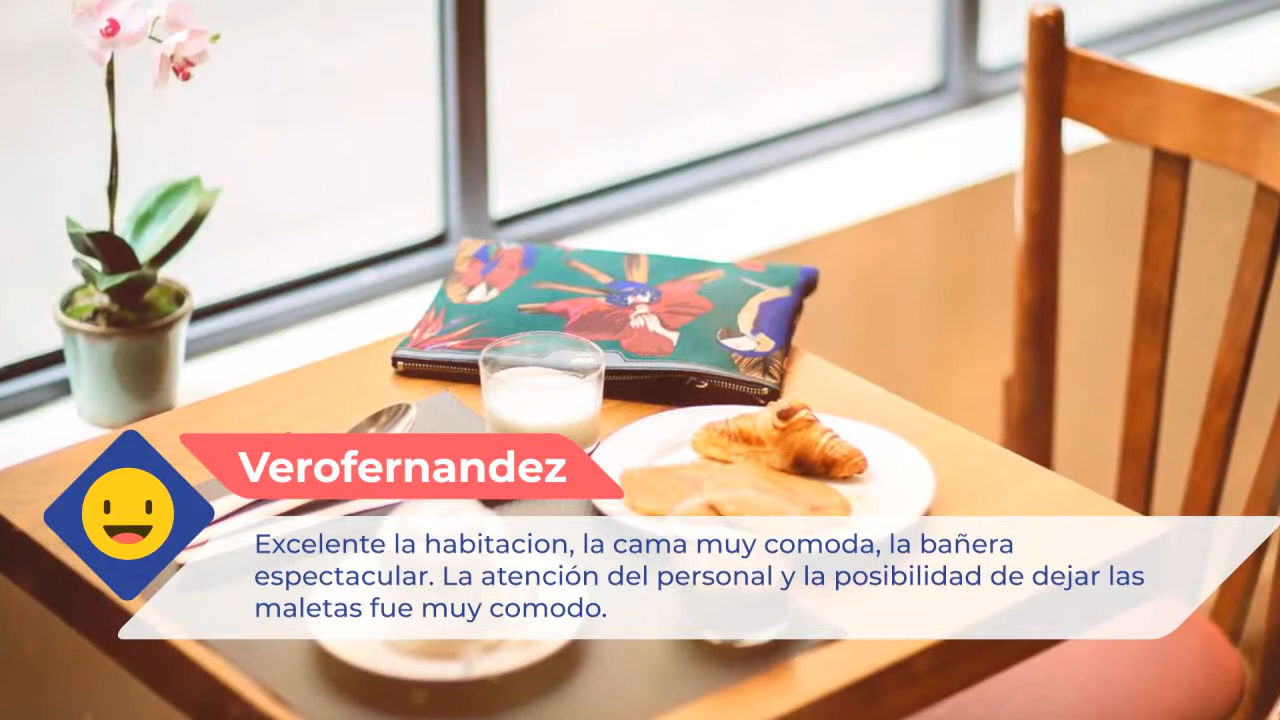 Verofernandez
Excelente la habitacion, la cama muy comoda, la bañera
espectacular. La atención del personal y la posibilidad de dejar las
maletas fue muy comodo.